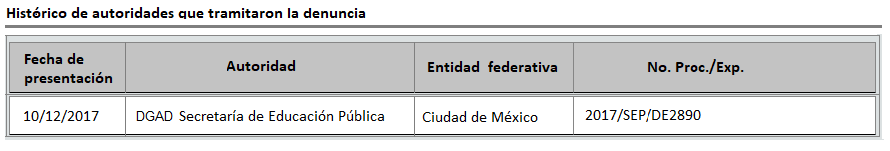 Histórico de autoridades que tramitaron la denuncia
Fecha de presentación Autoridad Entidad federativa No. Proc./Exp.
10/12/2017 DGAD Secretaría de Educación Pública Ciudad de México 2017/SEP/DE2890